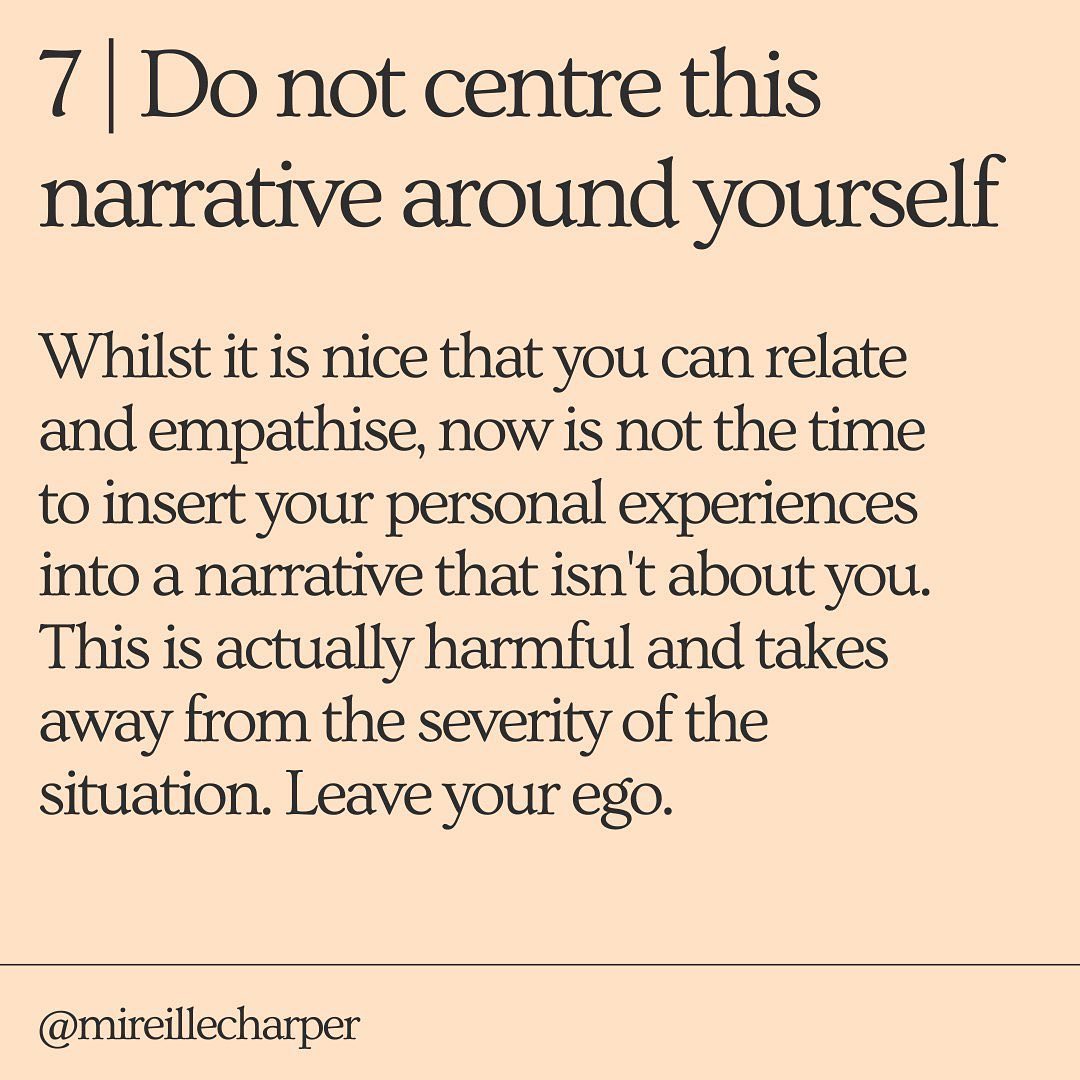 7 | Do not centre this
narrative around yourself
Whilst it is nice that you can relate
and empathise, now is not the time
to insert your personal experiences
into a narrative that isn't about you.
This is actually harmful and takes
away from the severity of the
situation. Leave your ego.
@mireillecharper